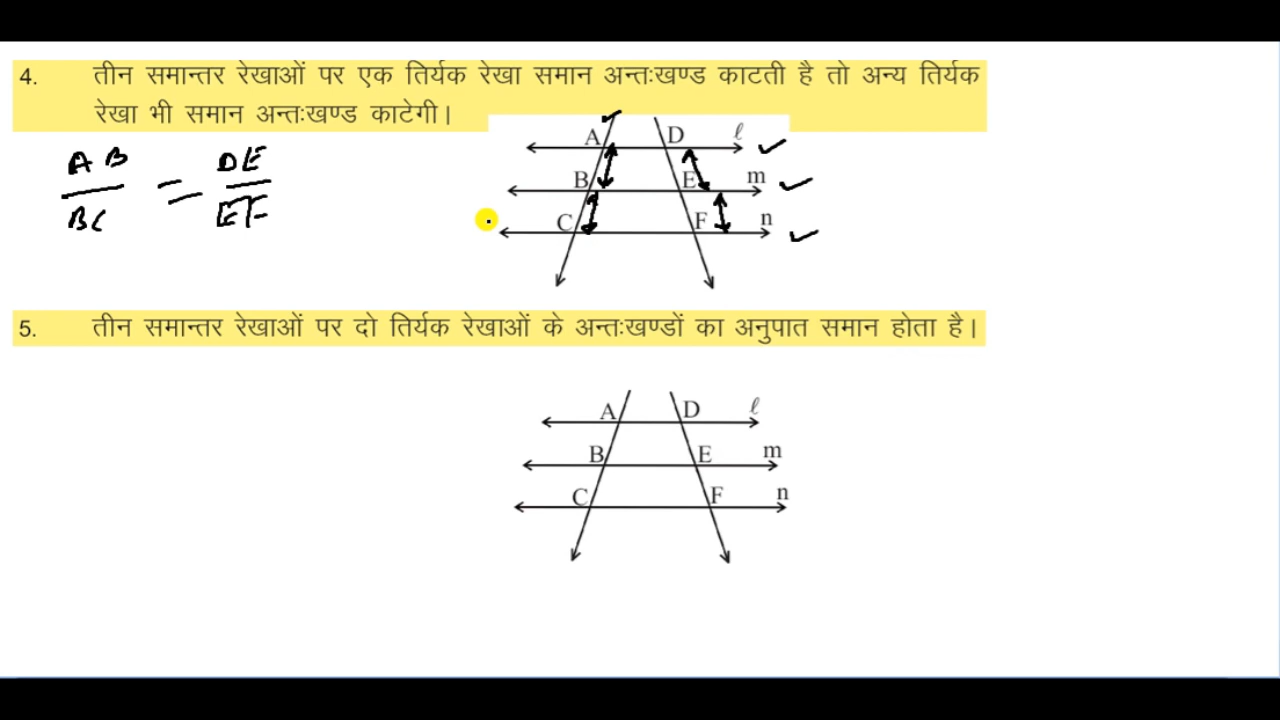 4. तीन समान्तर रेखाओं पर एक तिर्यक रेखा समान अन्तःखण्ड काटती है तो अन्य तिर्यक
रेखा भी समान अन्तःखण्ड काटेगी।
A D ℓ
B E m
C F n
AB = DE
BC EF
5. तीन समान्तर रेखाओं पर दो तिर्यक रेखाओं के अन्तःखण्डों का अनुपात समान होता है।
A D ℓ
B E m
C F n